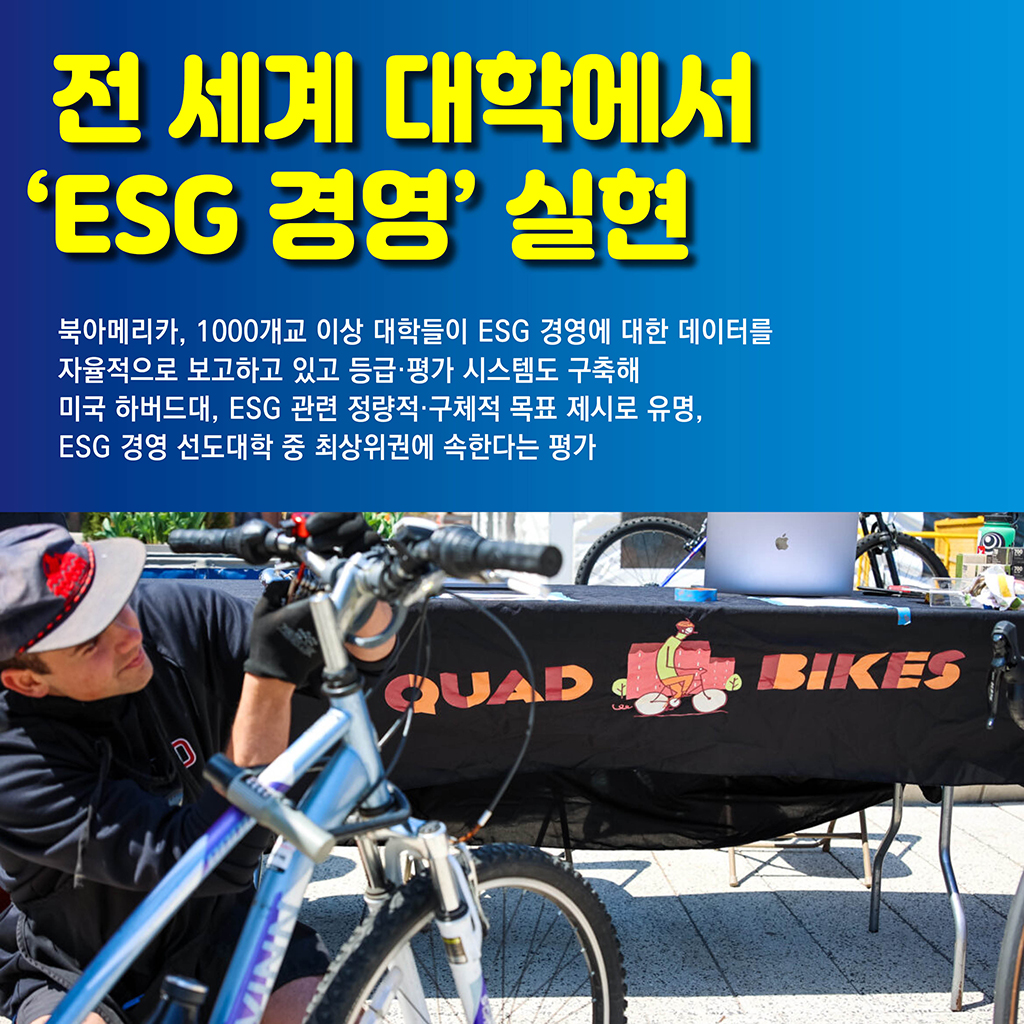 전 세계 대학에서
‘ESG 경영’ 실현
북아메리카, 1000개교 이상 대학들이 ESG 경영에 대한 데이터를
자율적으로 보고하고 있고 등급·평가 시스템도 구축해
미국 하버드대, ESG 관련 정량적·구체적 목표 제시로 유명,
ESG 경영 선도대학 중 최상위권에 속한다는 평가
QUAD BIKES